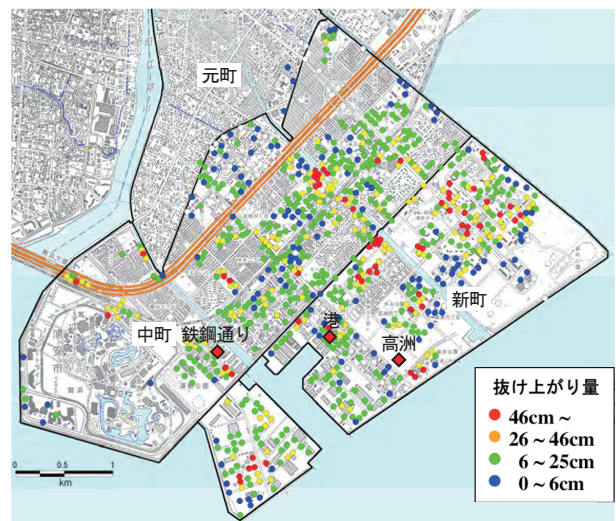 元町
新町
中町
鉄鋼通り
港
高洲
抜け上がり量
46cm~
26~46cm
6~25cm
0~6cm
0 0.5 1
km